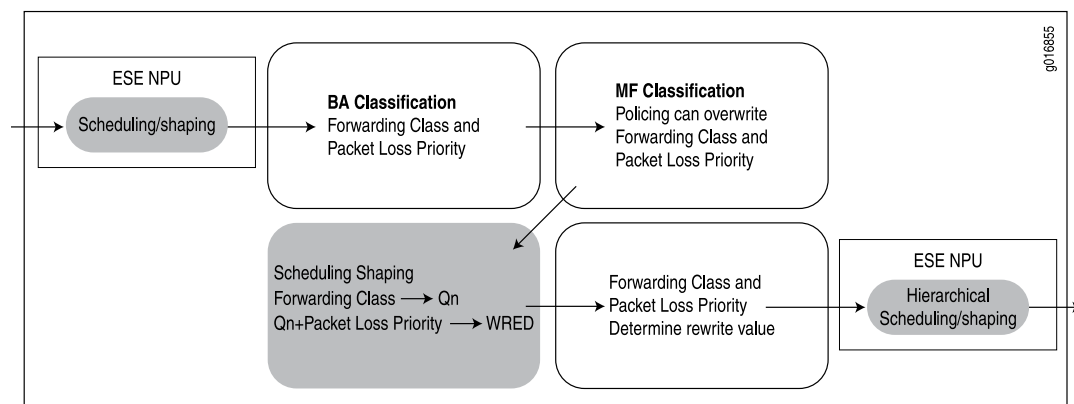 g016855
ESE NPU
Scheduling/shaping
BA Classification
Forwarding Class and
Packet Loss Priority
MF Classification
Policing can overwrite
Forwarding Class and
Packet Loss Priority
Scheduling Shaping
Forwarding Class → Qn
Qn+Packet Loss Priority → WRED
Forwarding Class and
Packet Loss Priority
Determine rewrite value
ESE NPU
Hierarchical
Scheduling/shaping